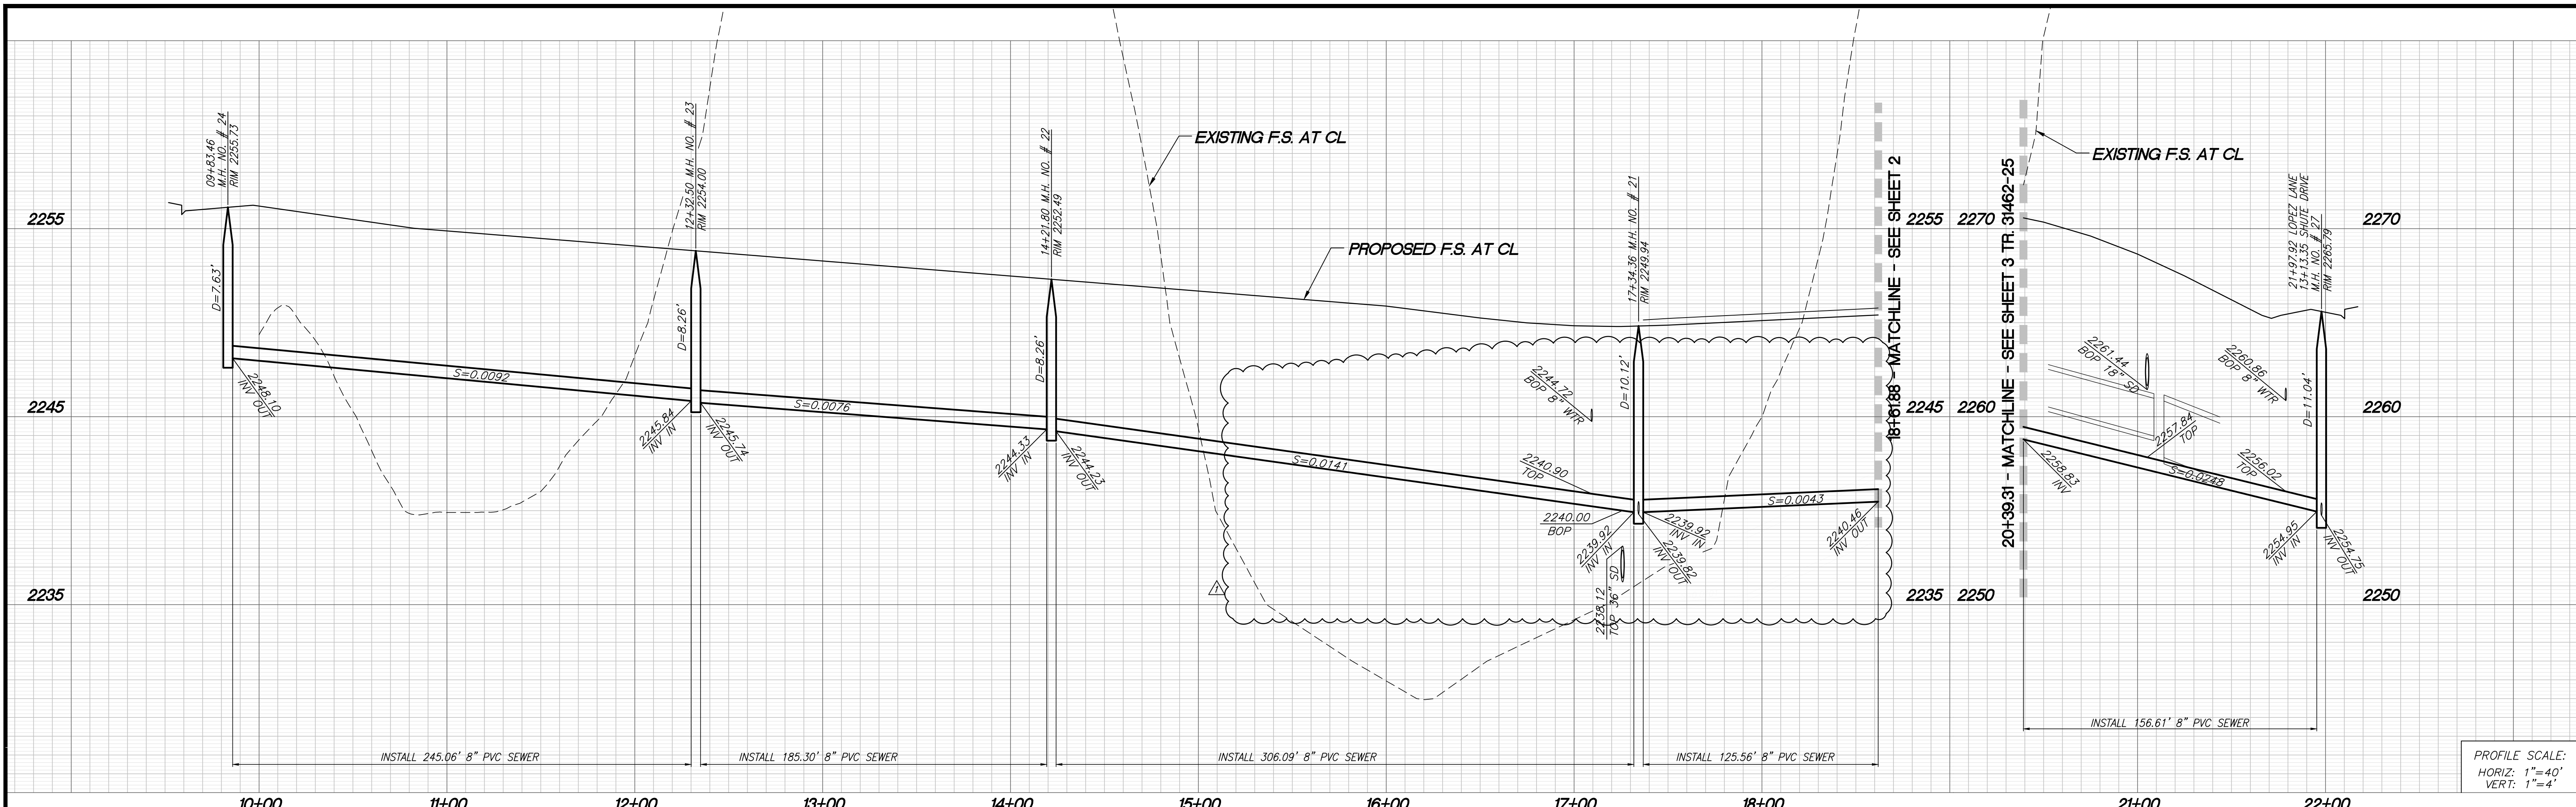 09+83.46
M.H. NO. # 24
RIM 2255.73
12+32.50 M.H. NO. # 23
RIM 2254.00
14+21.80 M.H. NO. # 22
RIM 2252.49
EXISTING F.S. AT CL
PROPOSED F.S. AT CL
17+34.36 M.H. NO. # 21
RIM 2249.94
18+61.88 - MATCHLINE - SEE SHEET 2
20+39.31 - MATCHLINE - SEE SHEET 3 TR. 31462-25
EXISTING F.S. AT CL
21+97.92 LOPEZ LANE
13+13.35 SHUTE DRIVE
M.H. NO. # 27
RIM 2265.79
2255
2245
2235
2255
2245
2235
2270
2260
2250
2270
2260
2250
D=7.63'
2248.10
INV OUT
S=0.0092
D=8.26'
2245.84
INV IN
2245.74
INV OUT
S=0.0076
D=8.26'
2244.33
INV IN
2244.23
INV OUT
S=0.0141
1
2244.72
BOP 8" WTR
2240.90
TOP
2240.00
BOP
D=10.12'
2239.92
INV IN
2239.92
INV IN
2239.82
INV OUT
2238.12
TOP 36" SD
S=0.0043
2240.46
INV OUT
2261.44
BOP 18" SD
2260.86
BOP 8" WTR
2257.84
TOP
2258.83
INV
S=0.0248
2256.02
TOP
D=11.04'
2254.95
INV IN
2254.75
INV OUT
INSTALL 245.06' 8" PVC SEWER
INSTALL 185.30' 8" PVC SEWER
INSTALL 306.09' 8" PVC SEWER
INSTALL 125.56' 8" PVC SEWER
INSTALL 156.61' 8" PVC SEWER
PROFILE SCALE:
HORIZ: 1"=40'
VERT: 1"=4'
10+00
11+00
12+00
13+00
14+00
15+00
16+00
17+00
18+00
21+00
22+00